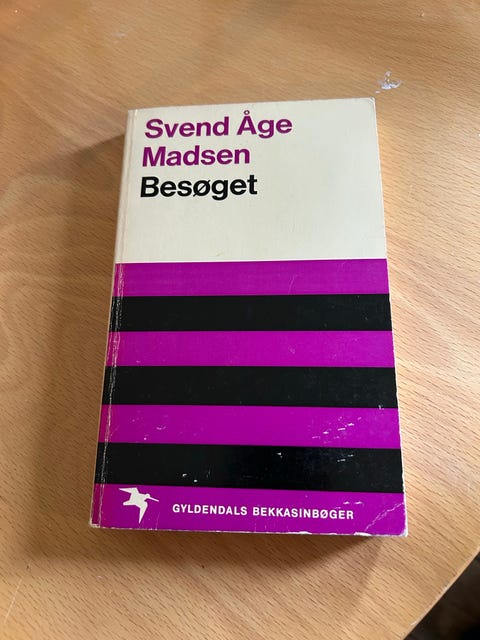 Svend Åge
Madsen
Besøget
GYLDENDALS BEKKASINBØGER